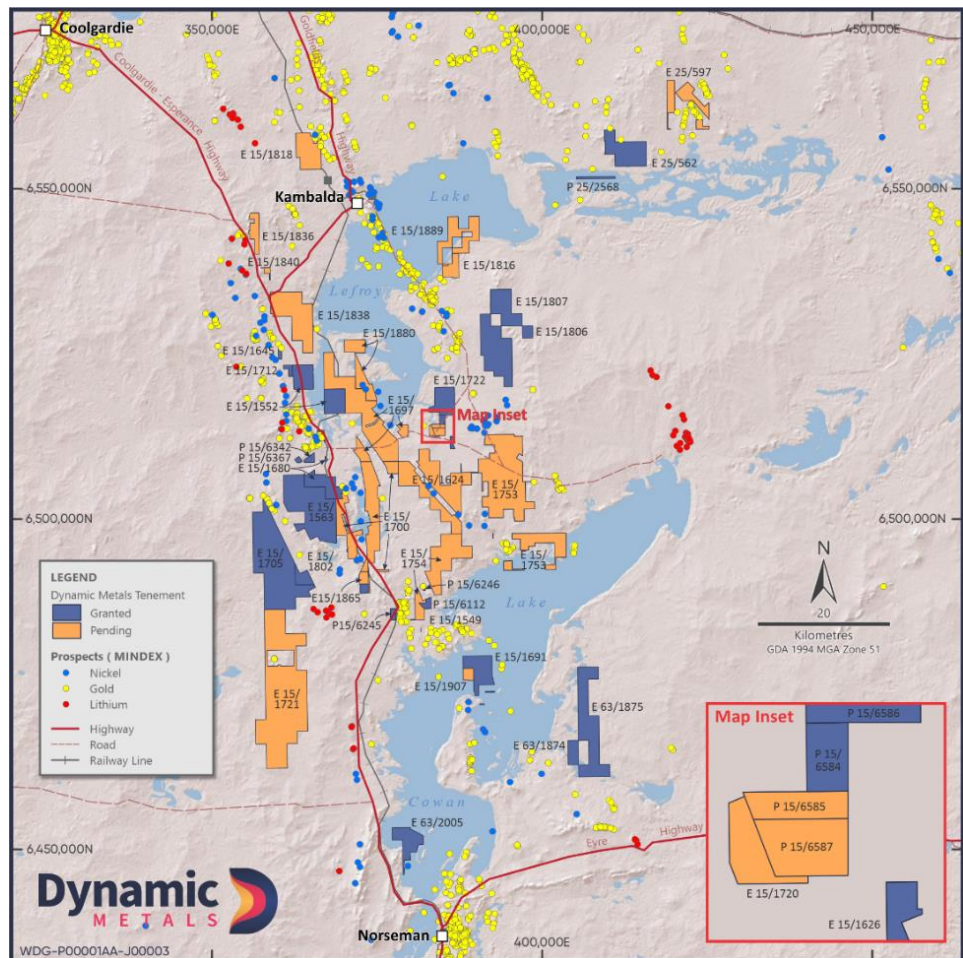 350,000E
400,000E
450,000E
Coolgardie
Goldfields
Highway
Coolgardie - Esperance
Highway
Road
E 25/597
E 15/1818
E 25/562
P 25/2568
6,550,000N
6,550,000N
Kambalda
Lake
E 15/1836
E 15/1889
E 15/1840
E 15/1816
Lefroy
E 15/1838
E 15/1807
E 15/1880
E 15/1806
E 15/1645
E 15/1712
E 15/1722
E 15/1552
E 15/
1697
Map Inset
P 15/6342
P 15/6367
E 15/1680
E 15/1624
E 15/
1753
E 15/
1563
6,500,000N
6,500,000N
E 15/
1700
E 15/
1705
E 15/
1802
E 15/
1754
E 15/
1753
E15/1865
P 15/6246
Lake
P 15/6112
P15/6245
E 15/1549
LEGEND
Dynamic Metals Tenement
Granted
Pending
Prospects ( MINDEX )
Nickel
Gold
Lithium
Highway
Road
Railway Line
N
20
Kilometres
GDA 1994 MGA Zone 51
E 15/1691
E 15/1907
E 15/
1721
E 63/1875
E 63/1874
Cowan
E 63/2005
Eyre
Highway
6,450,000N
6,450,000N
Map Inset
P 15/6586
P 15/
6584
P 15/6585
P 15/6587
E 15/1720
E 15/1626
Dynamic
METALS
Norseman
400,000E
WDG-P00001AA-J00003